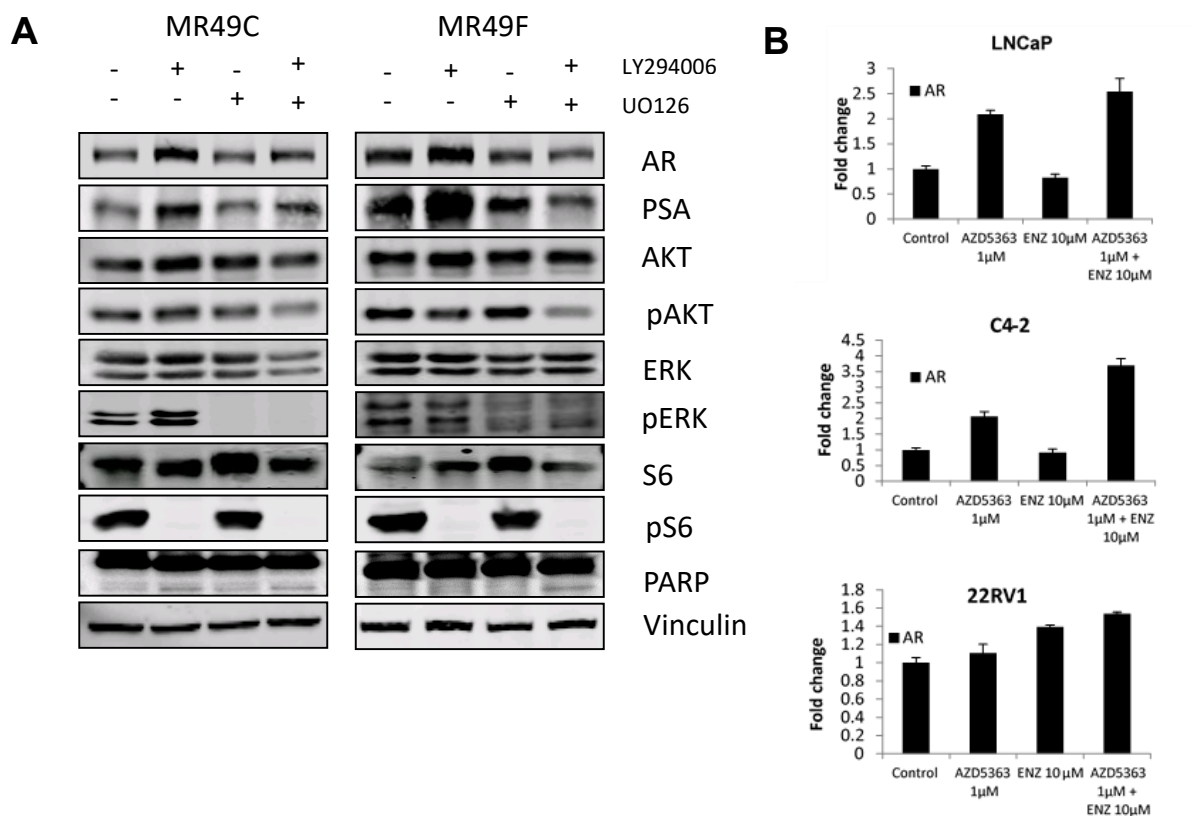 A
MR49C
MR49F
- + - + - + - + LY294006
- - + + - - + + UO126
AR
PSA
AKT
pAKT
ERK
pERK
S6
pS6
PARP
Vinculin
B
LNCaP
AR
Fold change
3
2.5
2
1.5
1
0.5
0
Control
AZD5363
1µM
ENZ 10µM
AZD5363
1µM +
ENZ 10µM
C4-2
AR
Fold change
4.5
4
3.5
3
2.5
2
1.5
1
0.5
0
Control
AZD5363
1µM
ENZ 10µM
AZD5363
1µM + ENZ
10µM
22RV1
AR
Fold change
1.8
1.6
1.4
1.2
1
0.8
0.6
0.4
0.2
0
Control
AZD5363
1µM
ENZ 10µM
AZD5363
1µM +
ENZ 10µM